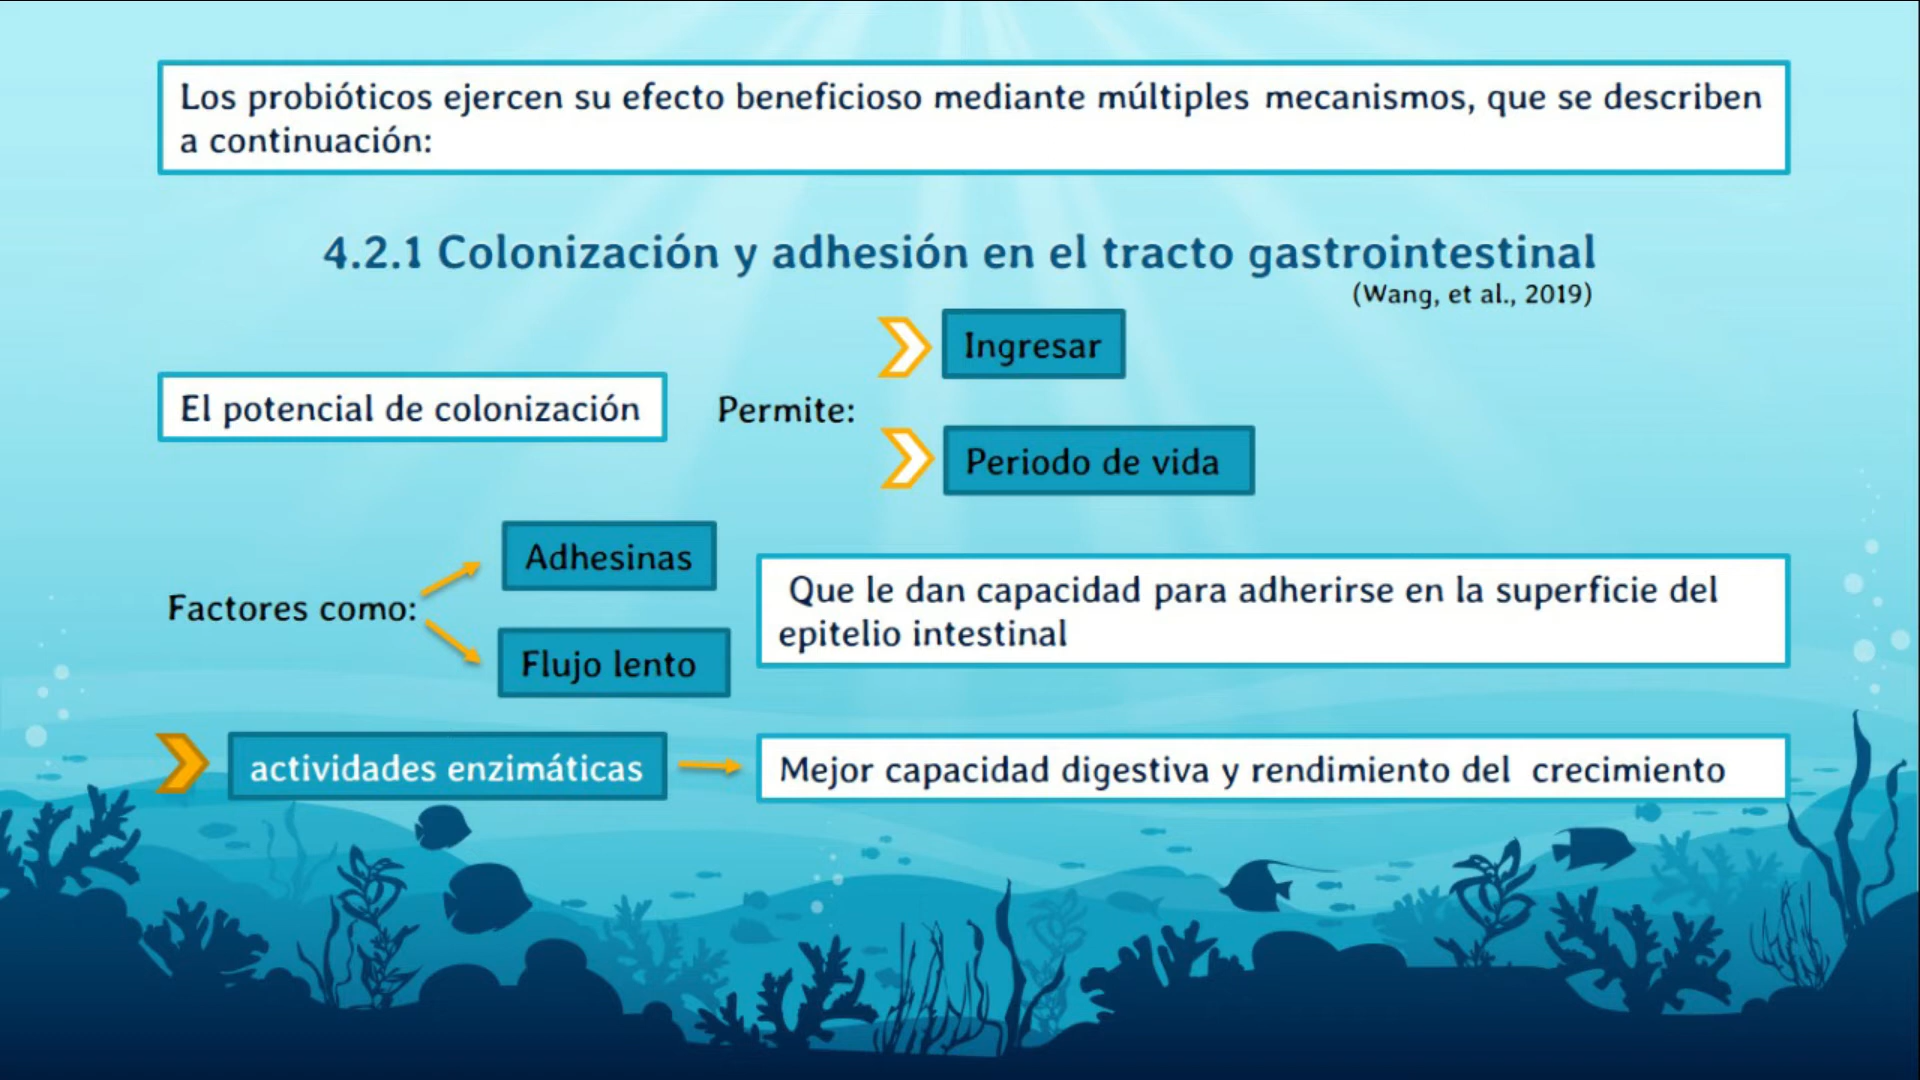 Los probióticos ejercen su efecto beneficioso mediante múltiples mecanismos, que se describen
a continuación:
4.2.1 Colonización y adhesión en el tracto gastrointestinal
(Wang, et al., 2019)
Ingresar
El potencial de colonización
Permite:
Periodo de vida
Adhesinas
Factores como:
Flujo lento
Que le dan capacidad para adherirse en la superficie del
epitelio intestinal
actividades enzimáticas
Mejor capacidad digestiva y rendimiento del crecimiento